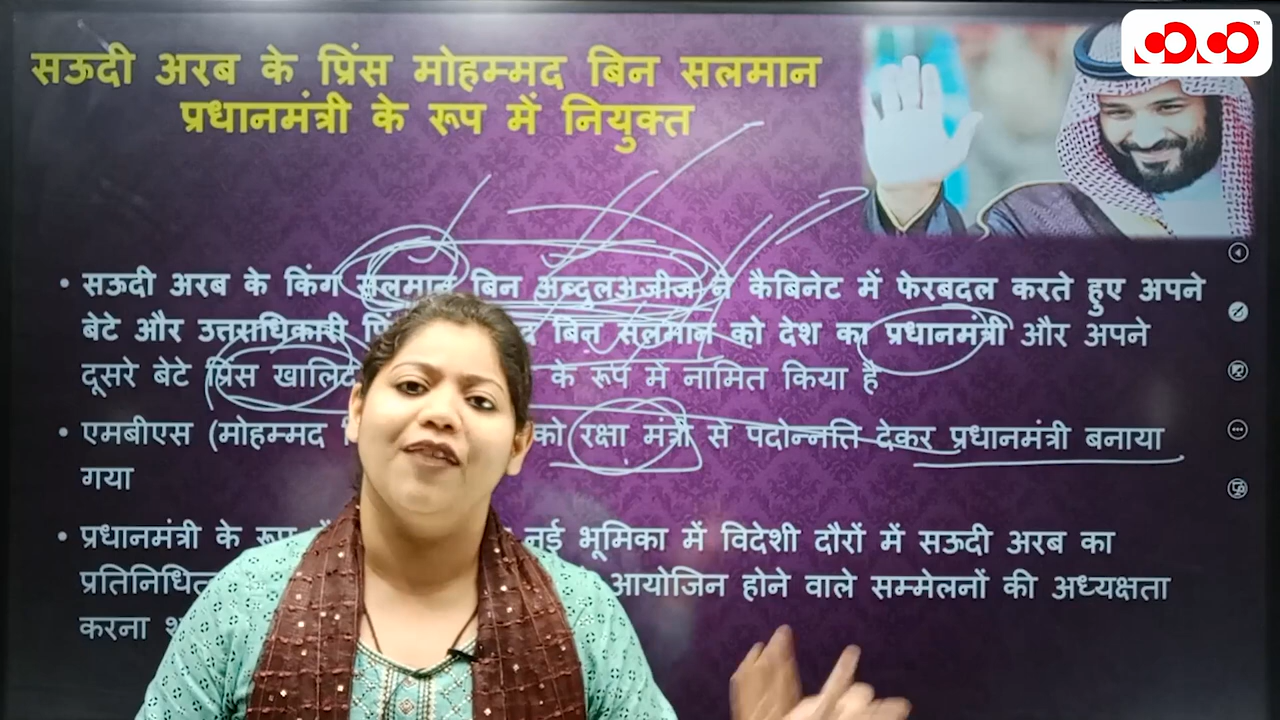 सऊदी अरब के प्रिंस मोहम्मद बिन सलमान
प्रधानमंत्री के रूप में नियुक्त
• सऊदी अरब के किंग सलमान बिन अब्दुलअजीज ने कैबिनेट में फेरबदल करते हुए अपने
बेटे और उत्तराधिकारी बिन सलमान को देश का प्रधानमंत्री और अपने
दूसरे बेटे प्रिंस खालिद के रूप में नामित किया है
• एमबीएस (मोहम्मद को रक्षा मंत्री से पदोन्नति देकर प्रधानमंत्री बनाया
गया
• प्रधानमंत्री के रूप नई भूमिका में विदेशी दौरों में सऊदी अरब का
आयोजिन होने वाले सम्मेलनों की अध्यक्षता
करना